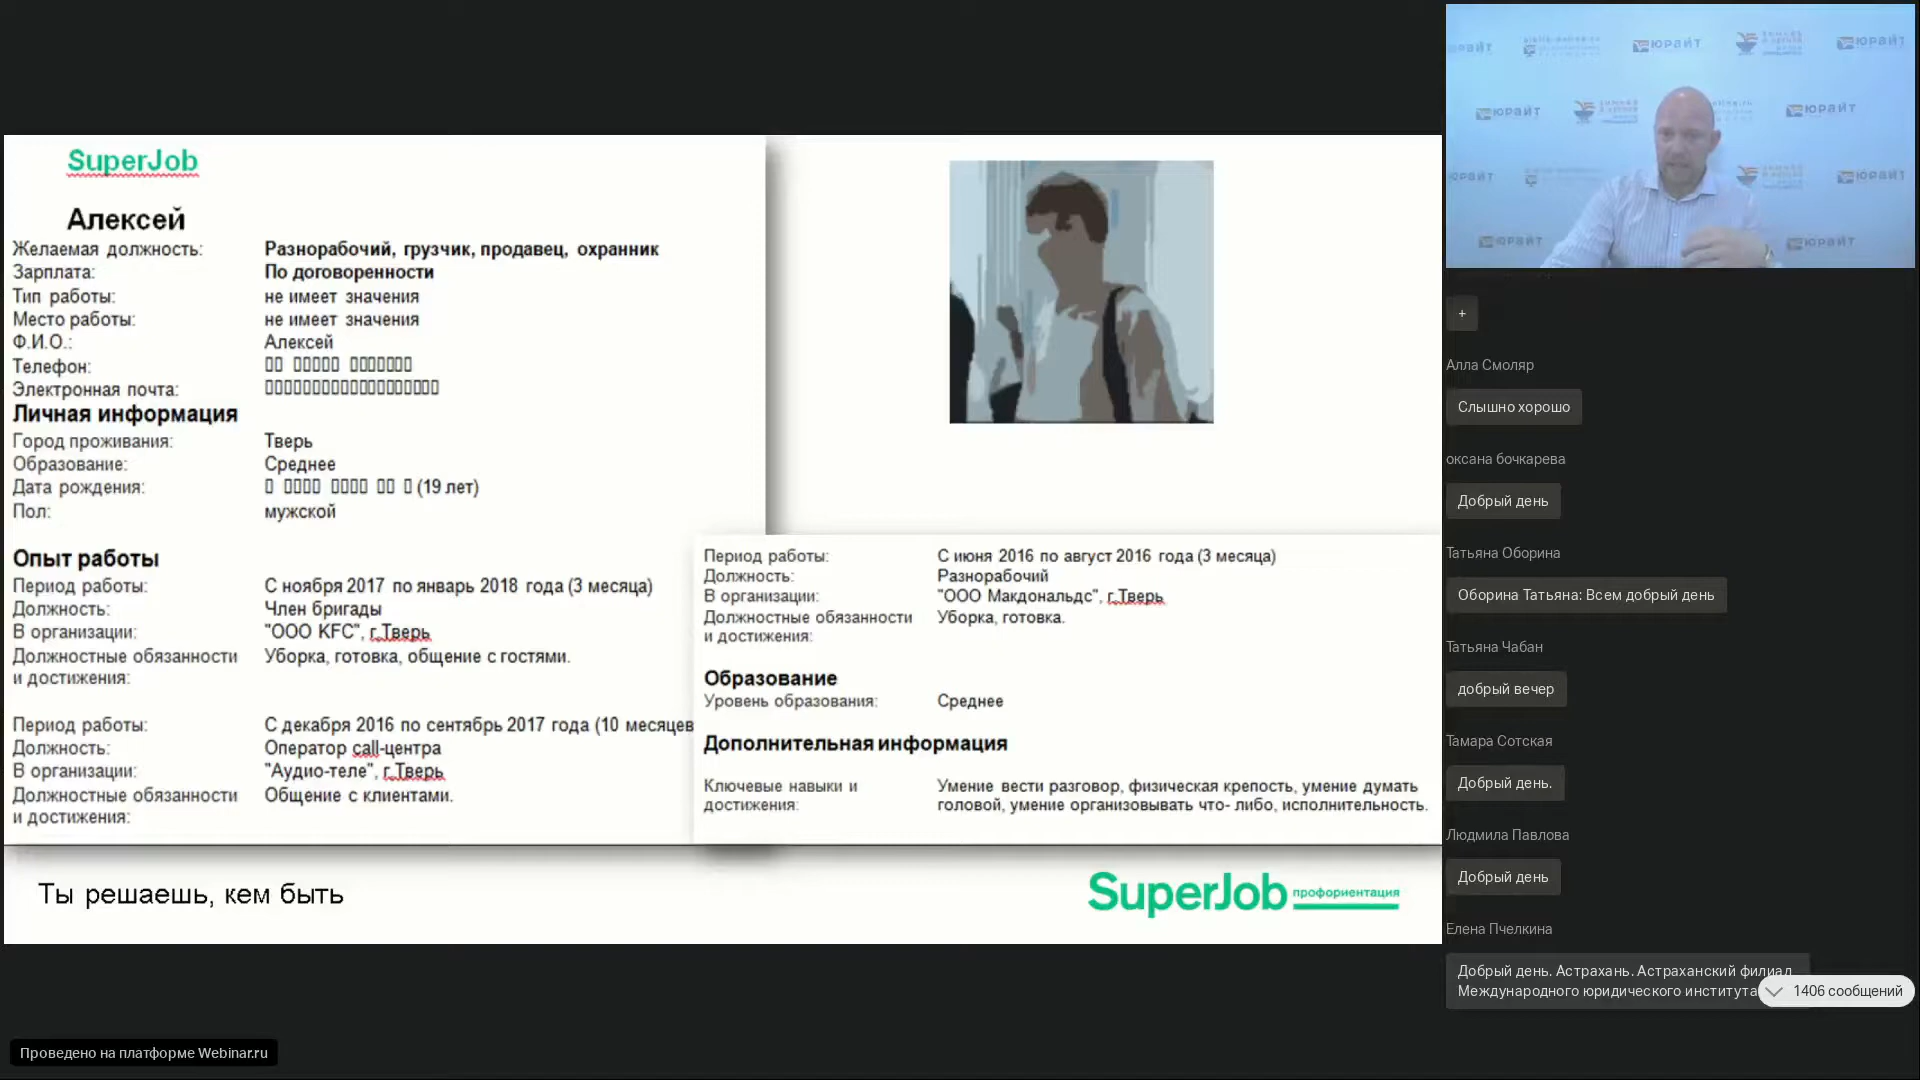 SuperJob
Алексей
Желаемая должность: Разнорабочий, грузчик, продавец, охранник
Зарплата: По договоренности
Тип работы: не имеет значения
Место работы: не имеет значения
Ф.И.О.: Алексей
Телефон:
Электронная почта:
Личная информация
Город проживания: Тверь
Образование: Среднее
Дата рождения: (19 лет)
Пол: мужской
Опыт работы
Период работы: С ноября 2017 по январь 2018 года (3 месяца)
Должность: Член бригады
В организации: "ООО KFC", г.Тверь
Должностные обязанности Уборка, готовка, общение с гостями.
и достижения:
Период работы: С декабря 2016 по сентябрь 2017 года (10 месяцев
Должность: Оператор call-центра
В организации: "Аудио-теле", г.Тверь
Должностные обязанности Общение с клиентами.
и достижения:
Период работы: С июня 2016 по август 2016 года (3 месяца)
Должность: Разнорабочий
В организации: "ООО Макдональдс", г.Тверь
Должностные обязанности Уборка, готовка.
и достижения:
Образование
Уровень образования: Среднее
Дополнительная информация
Ключевые навыки и Умение вести разговор, физическая крепость, умение думать
достижения: головой, умение организовывать что- либо, исполнительность.
Ты решаешь, кем быть
SuperJob профориентация
юрайт
+
Алла Смоляр
Слышно хорошо
оксана бочкарева
Добрый день
Татьяна Оборина
Оборина Татьяна: Всем добрый день
Татьяна Чабан
добрый вечер
Тамара Сотская
Добрый день.
Людмила Павлова
Добрый день
Елена Пчелкина
Добрый день. Астрахань. Астраханский филиал
Международного юридического института
1406 сообщений
Проведено на платформе Webinar.ru